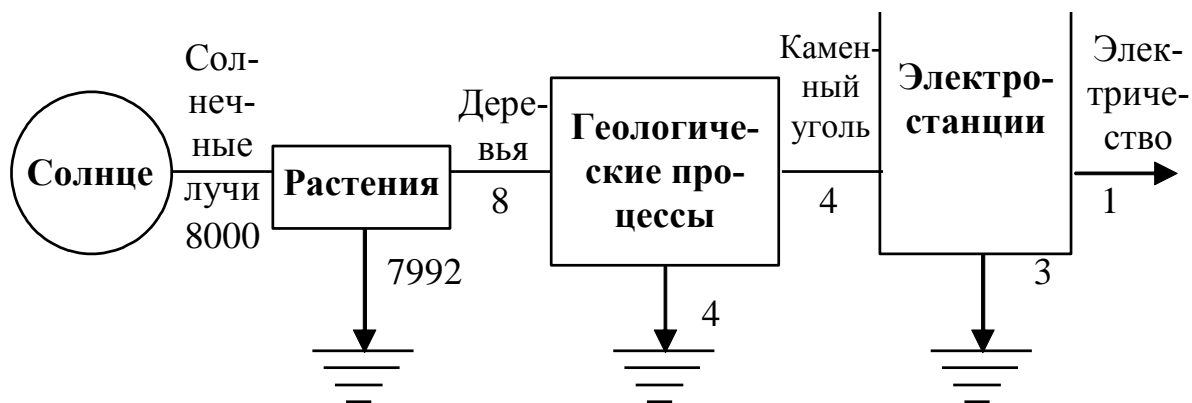 Солнце
Сол-
неч-
ные
лучи
8000
Растения
7992
Дере-
вья
8
Геологиче-
ские про-
цессы
4
Камен-
ный
уголь
4
Электро-
станции
3
Элек-
триче-
ство
1